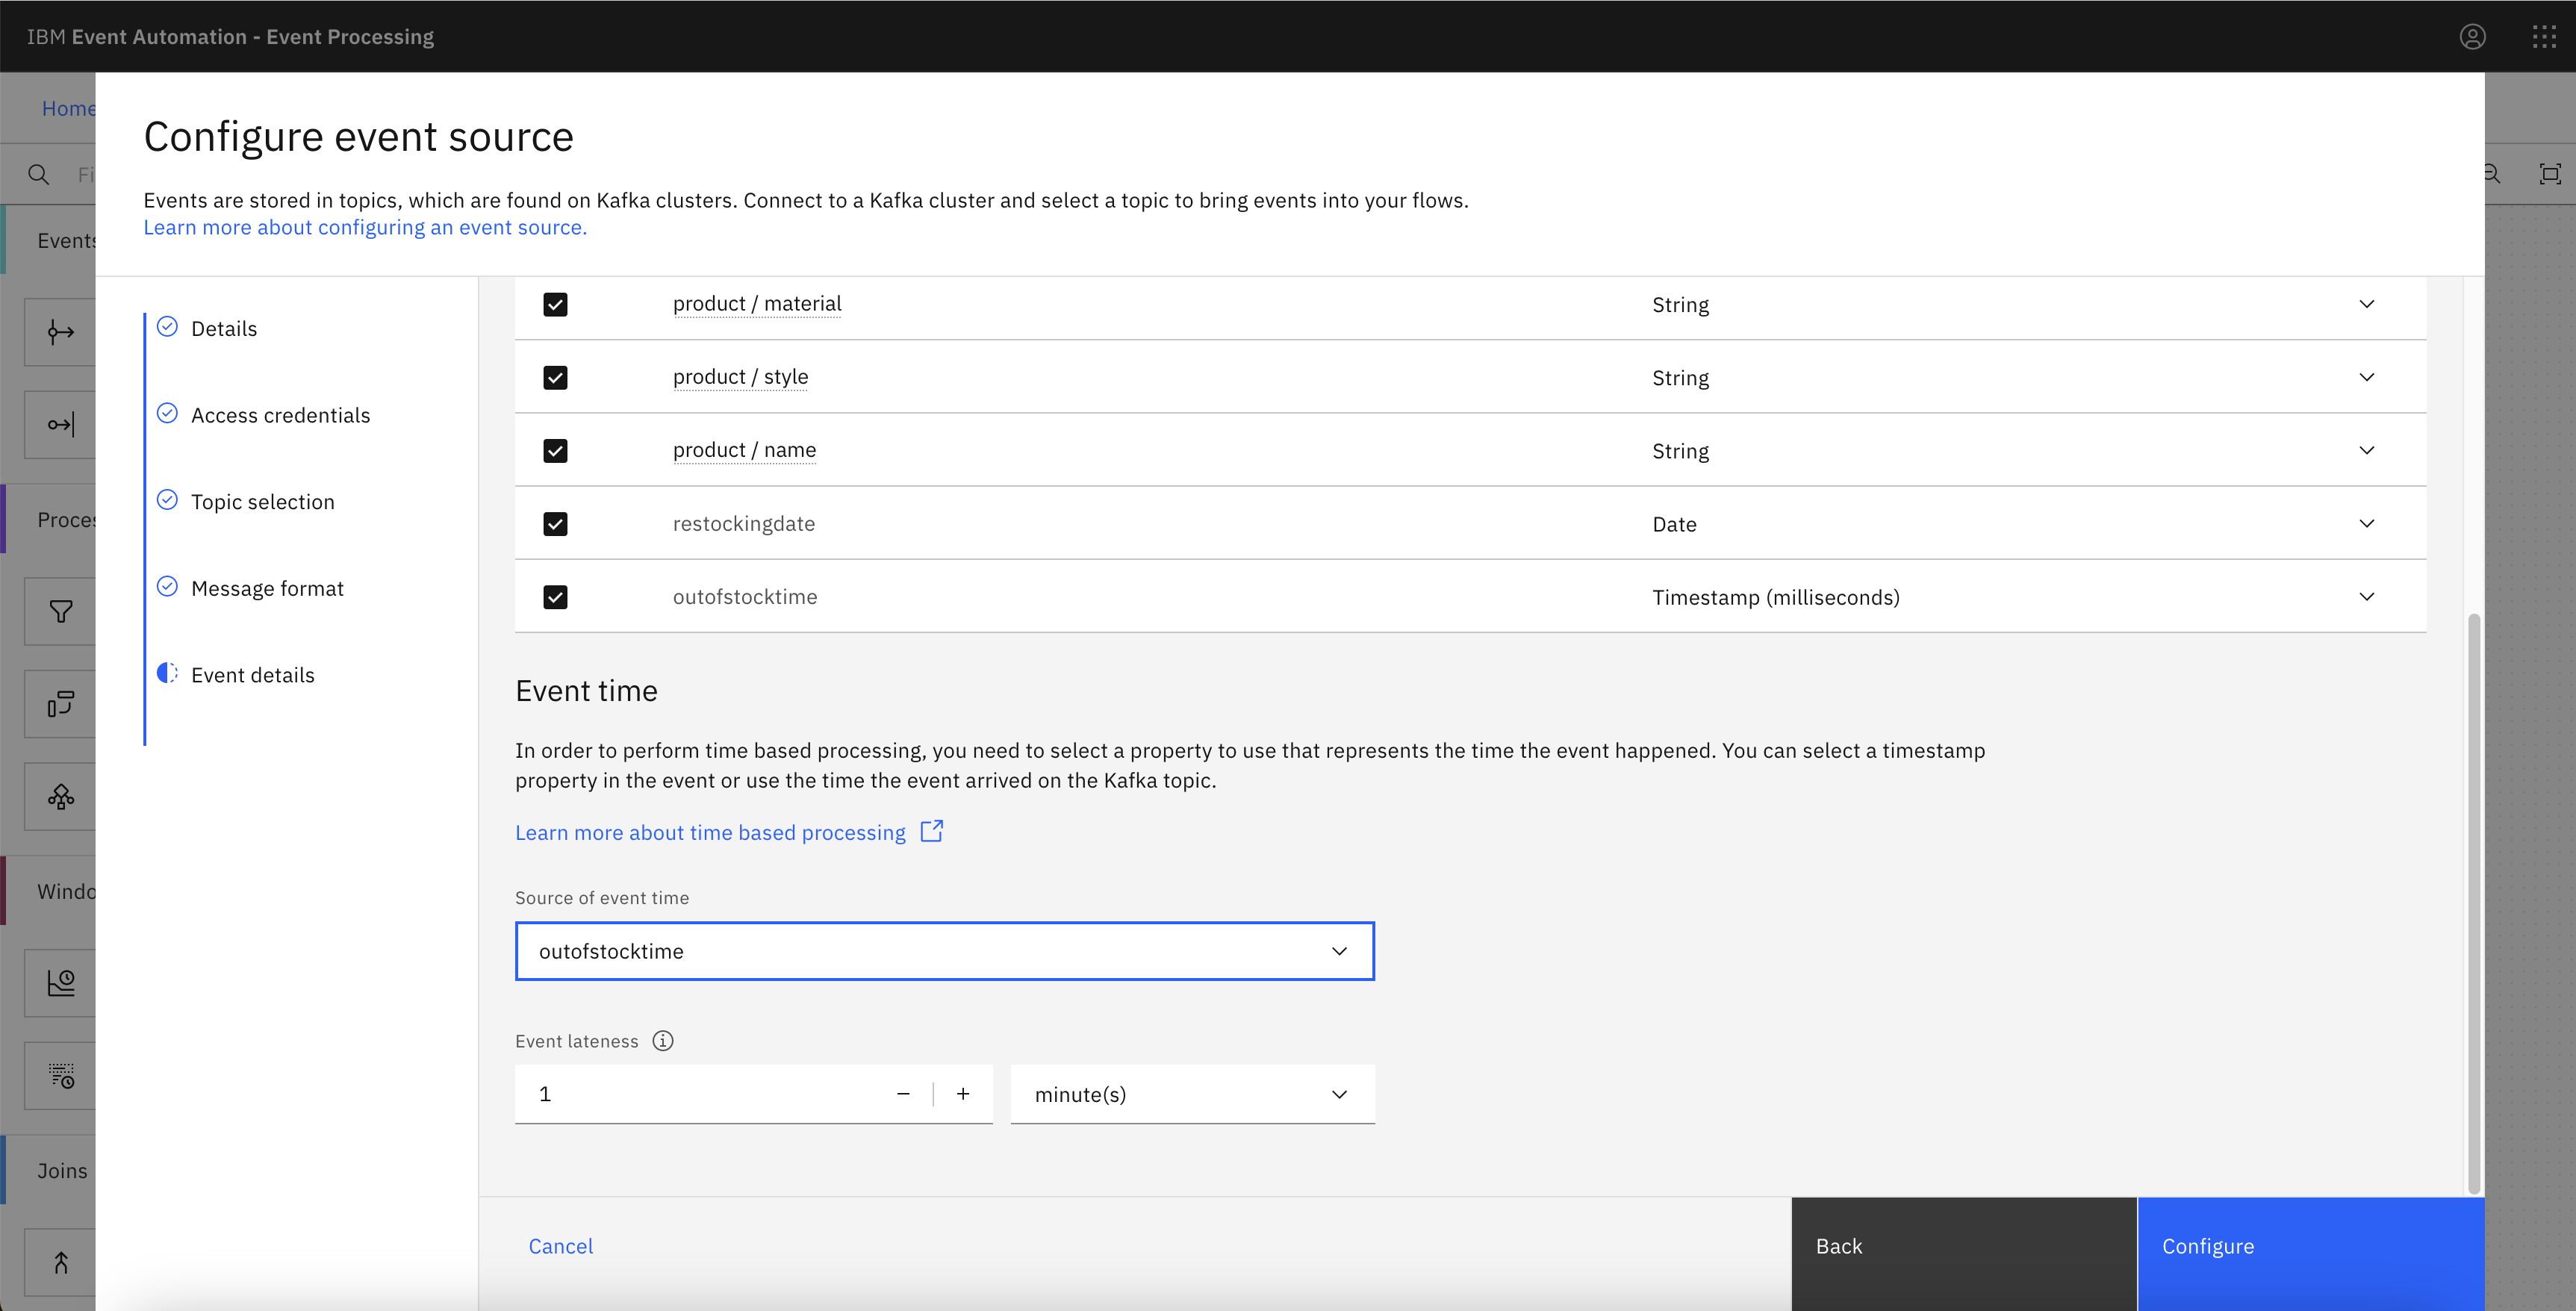 IBM Event Automation - Event Processing
Home
Configure event source
Events are stored in topics, which are found on Kafka clusters. Connect to a Kafka cluster and select a topic to bring events into your flows.
Learn more about configuring an event source.
Fi
Events
Proces
Windo
Joins
Details
Access credentials
Topic selection
Message format
Event details
product / material String
product / style String
product / name String
restockingdate Date
outofstocktime Timestamp (milliseconds)
Event time
In order to perform time based processing, you need to select a property to use that represents the time the event happened. You can select a timestamp
property in the event or use the time the event arrived on the Kafka topic.
Learn more about time based processing
Source of event time
outofstocktime
Event lateness
1 minute(s)
Cancel Back Configure